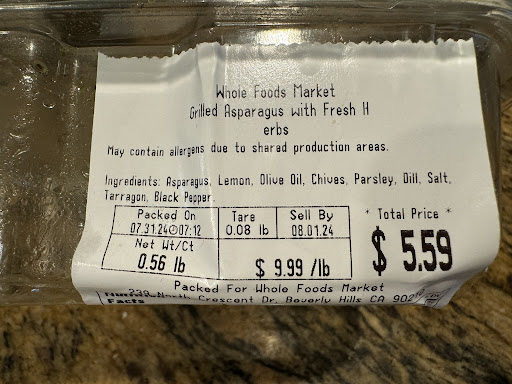 Whole Foods Market
Grilled Asparagus with Fresh H
erbs
May contain allergens due to shared production areas.
Ingredients: Asparagus, Lemon, Olive Oil, Chives, Parsley, Dill, Salt,
Tarragon, Black Pepper.
Packed On Tare Sell By * Total Price *
07.31.24 07:12 0.08 lb 08.01.24
Net Wt/Ct
0.56 lb $ 9.99 /lb $ 5.59
Packed For Whole Foods Market
239 North Crescent Dr. Beverly Hills CA
Facts